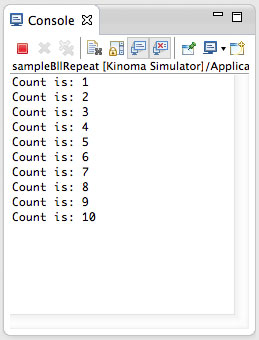 Console
sampleBllRepeat [Kinoma Simulator]/Applica
Count is: 1
Count is: 2
Count is: 3
Count is: 4
Count is: 5
Count is: 6
Count is: 7
Count is: 8
Count is: 9
Count is: 10